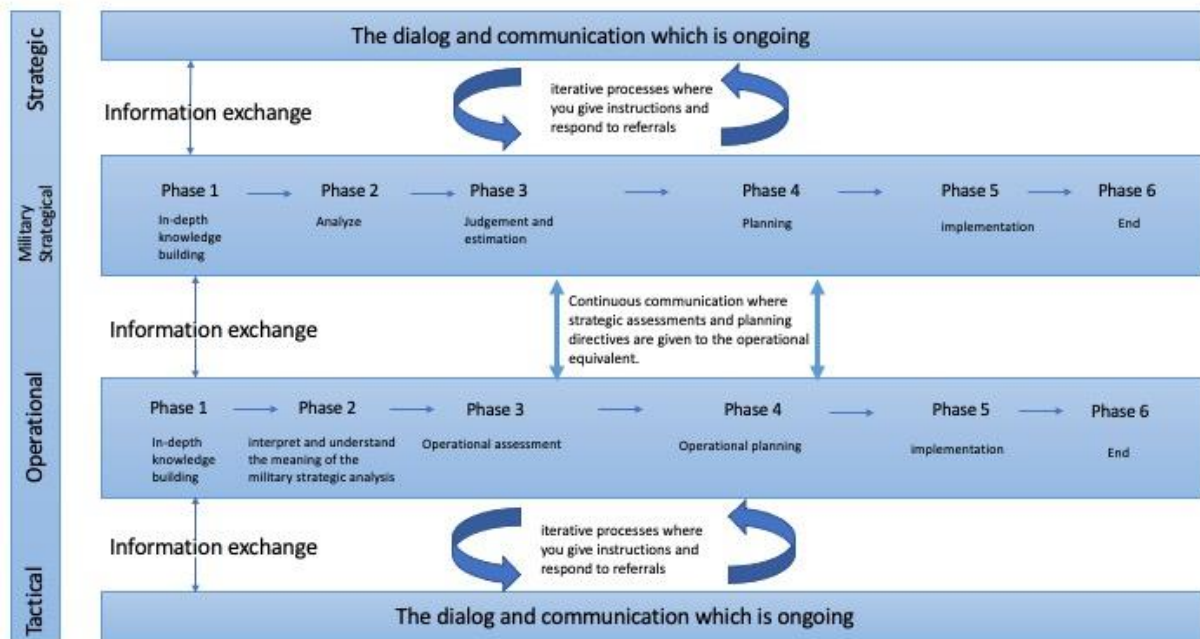 Strategic
The dialog and communication which is ongoing
Information exchange
iterative processes where
you give instructions and
respond to referrals
Military
Strategical
Phase 1
Phase 2
Phase 3
Phase 4
Phase 5
Phase 6
In-depth
knowledge
building
Analyze
Judgement and
estimation
Planning
implementation
End
Information exchange
Continuous communication where
strategic assessments and planning
directives are given to the operational
equivalent.
Operational
Phase 1
Phase 2
Phase 3
Phase 4
Phase 5
Phase 6
In-depth
knowledge
building
interpret and understand
the meaning of the
military strategic analysis
Operational assessment
Operational planning
implementation
End
Information exchange
iterative processes where
you give instructions and
respond to referrals
Tactical
The dialog and communication which is ongoing